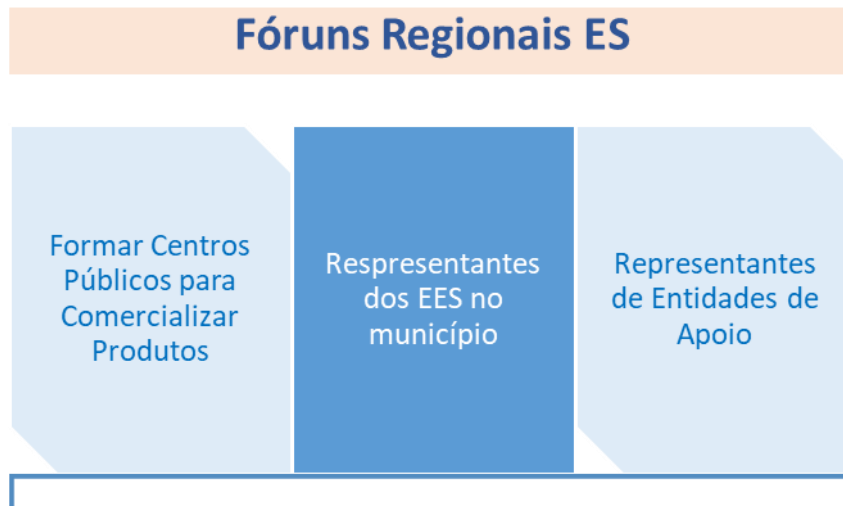 Fóruns Regionais ES
Formar Centros
Públicos para
Comercializar
Produtos
Respresentantes
dos EES no
município
Representantes
de Entidades de
Apoio